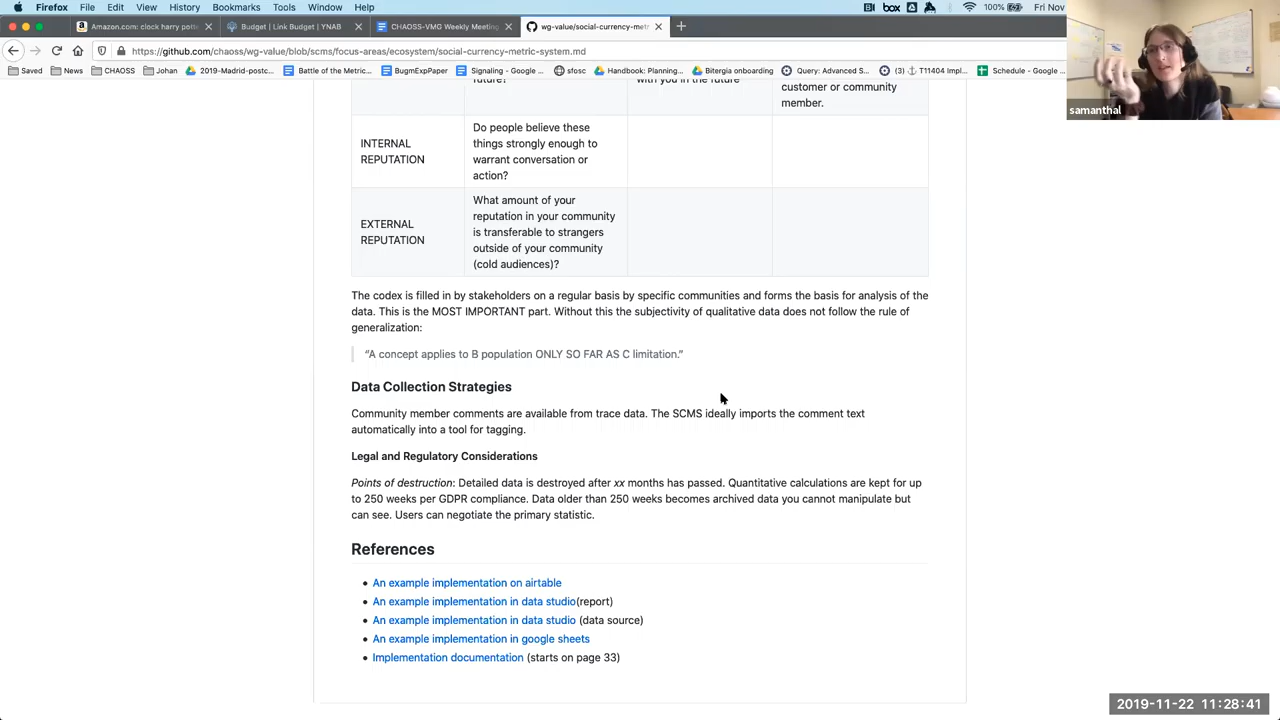 Firefox File Edit View History Bookmarks Tools Window Help box 100% Fri Nov
Amazon.com: clock harry pott Budget | Link Budget | YNAB CHAOSS-VMG Weekly Meeting wg-value/social-currency-metr
https://github.com/chaoss/wg-value/blob/scms/focus-areas/ecosystem/social-currency-metric-system.md
Saved News CHAOSS Johan 2019-Madrid-postc... Battle of the Metric... BugmExpPaper Signaling - Google ... sfosc Handbook: Planning... Bitergia onboarding Query: Advanced S... (3) T11404 Impl... Schedule - Google ...
future? with you in the future customer or community
member.
samanthal
INTERNAL
REPUTATION
Do people believe these
things strongly enough to
warrant conversation or
action?
EXTERNAL
REPUTATION
What amount of your
reputation in your community
is transferable to strangers
outside of your community
(cold audiences)?
The codex is filled in by stakeholders on a regular basis by specific communities and forms the basis for analysis of the
data. This is the MOST IMPORTANT part. Without this the subjectivity of qualitative data does not follow the rule of
generalization:
“A concept applies to B population ONLY SO FAR AS C limitation.”
Data Collection Strategies
Community member comments are available from trace data. The SCMS ideally imports the comment text
automatically into a tool for tagging.
Legal and Regulatory Considerations
Points of destruction: Detailed data is destroyed after xx months has passed. Quantitative calculations are kept for up
to 250 weeks per GDPR compliance. Data older than 250 weeks becomes archived data you cannot manipulate but
can see. Users can negotiate the primary statistic.
References
• An example implementation on airtable
• An example implementation in data studio(report)
• An example implementation in data studio (data source)
• An example implementation in google sheets
• Implementation documentation (starts on page 33)
2019-11-22 11:28:41